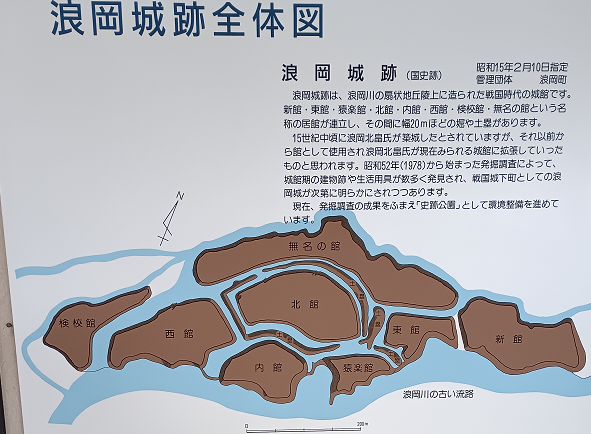 浪岡城跡全体図
浪岡城跡（国史跡）
昭和15年2月10日指定
管理団体　浪岡町
浪岡城跡は、浪岡川の扇状地丘陵上に造られた戦国時代の城館です。
新館・東館・猿楽館・北館・内館・西館・検校館・無名の館という名
称の居館が連立し、その間に幅20mほどの堀や土塁があります。
15世紀中頃に浪岡北畠氏が築城したとされていますが、それ以前か
ら館として使用され浪岡北畠氏が現在みられる城館に拡張していった
ものと思われます。昭和52年(1978)から始まった発掘調査によって、
城館期の建物跡や生活用具が数多く発見され、戦国城下町としての浪
岡城が次第に明らかにされつつあります。
現在、発掘調査の成果をふまえ「史跡公園」として環境整備を進めて
います。
N
無名の館
北館
土塁
土塁
検校館
西館
土塁
東館
新館
土塁
内館
猿楽館
浪岡川の古い流路
0
200m